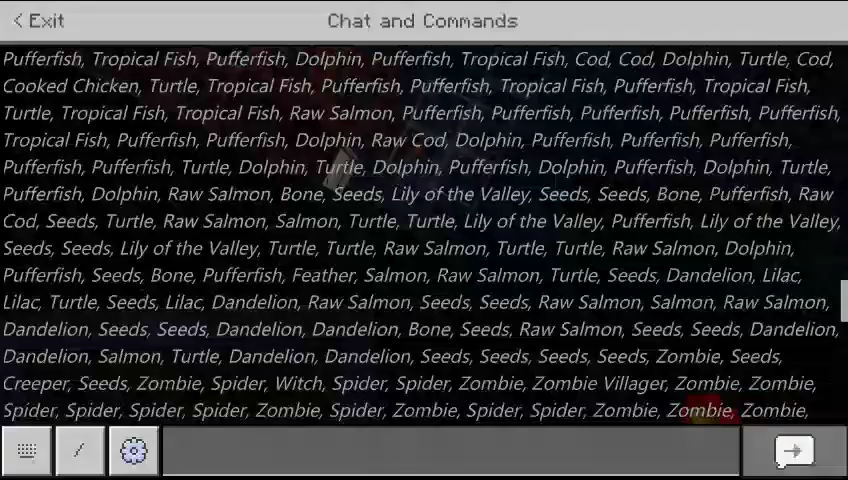 < Exit
Chat and Commands
Pufferfish, Tropical Fish, Pufferfish, Dolphin, Pufferfish, Tropical Fish, Cod, Cod, Dolphin, Turtle, Cod,
Cooked Chicken, Turtle, Tropical Fish, Pufferfish, Pufferfish, Tropical Fish, Pufferfish, Tropical Fish,
Turtle, Tropical Fish, Tropical Fish, Raw Salmon, Pufferfish, Pufferfish, Pufferfish, Pufferfish, Pufferfish,
Tropical Fish, Pufferfish, Pufferfish, Dolphin, Raw Cod, Dolphin, Pufferfish, Pufferfish, Pufferfish,
Pufferfish, Pufferfish, Turtle, Dolphin, Turtle, Dolphin, Pufferfish, Dolphin, Pufferfish, Dolphin, Turtle,
Pufferfish, Dolphin, Raw Salmon, Bone, Seeds, Lily of the Valley, Seeds, Seeds, Bone, Pufferfish, Raw
Cod, Seeds, Turtle, Raw Salmon, Salmon, Turtle, Turtle, Lily of the Valley, Pufferfish, Lily of the Valley,
Seeds, Seeds, Lily of the Valley, Turtle, Turtle, Raw Salmon, Turtle, Turtle, Raw Salmon, Dolphin,
Pufferfish, Seeds, Bone, Pufferfish, Feather, Salmon, Raw Salmon, Turtle, Seeds, Dandelion, Lilac,
Lilac, Turtle, Seeds, Lilac, Dandelion, Raw Salmon, Seeds, Seeds, Raw Salmon, Salmon, Raw Salmon,
Dandelion, Seeds, Seeds, Dandelion, Dandelion, Bone, Seeds, Raw Salmon, Seeds, Seeds, Dandelion,
Dandelion, Salmon, Turtle, Dandelion, Dandelion, Seeds, Seeds, Seeds, Seeds, Zombie, Seeds,
Creeper, Seeds, Zombie, Spider, Witch, Spider, Spider, Zombie, Zombie Villager, Zombie, Zombie,
Spider, Spider, Spider, Spider, Zombie, Spider, Zombie, Spider, Spider, Zombie, Zombie, Zombie,
/